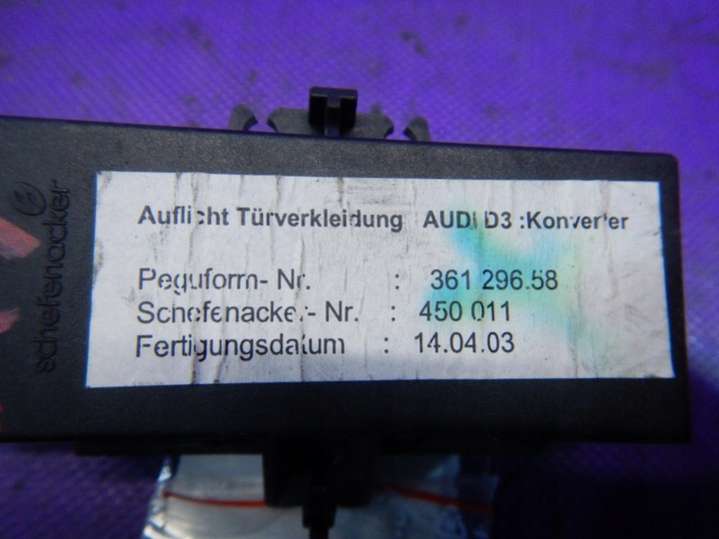 schefenacker
Auflicht Türverkleidung AUDI D3 :Konverter
Peguform- Nr. : 361 296.58
Schefenacker- Nr. : 450 011
Fertigungsdatum : 14.04.03